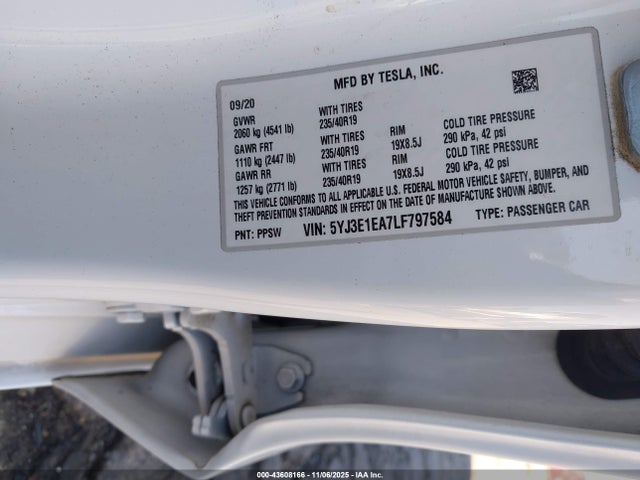 MFD BY TESLA, INC.
09/20
GVWR WITH TIRES
2060 kg (4541 lb) 235/40R19
GAWR FRT WITH TIRES RIM COLD TIRE PRESSURE
1110 kg (2447 lb) 235/40R19 19X8.5J 290 kPa, 42 psi
GAWR RR WITH TIRES RIM COLD TIRE PRESSURE
1257 kg (2771 lb) 235/40R19 19X8.5J 290 kPa, 42 psi
THIS VEHICLE CONFORMS TO ALL APPLICABLE U.S. FEDERAL MOTOR VEHICLE SAFETY, BUMPER, AND
THEFT PREVENTION STANDARDS IN EFFECT ON THE DATE OF MANUFACTURE SHOWN ABOVE.
PNT: PPSW VIN: 5YJ3E1EA7LF797584 TYPE: PASSENGER CAR
000-43608166 - 11/06/2025 - IAA Inc.